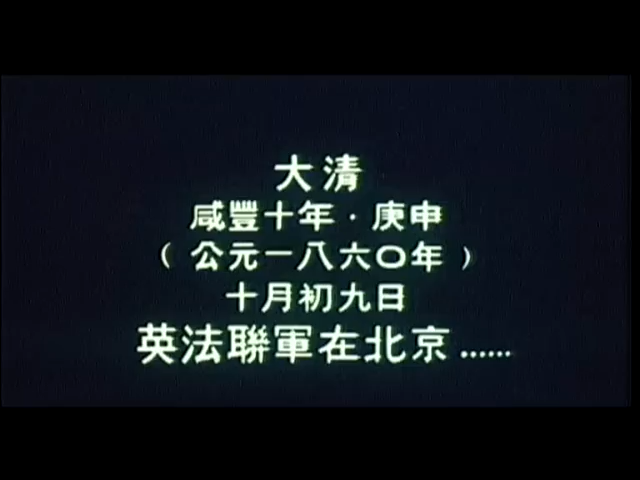 大清
咸豐十年·庚申
(公元一八六〇年)
十月初九日
英法聯軍在北京……